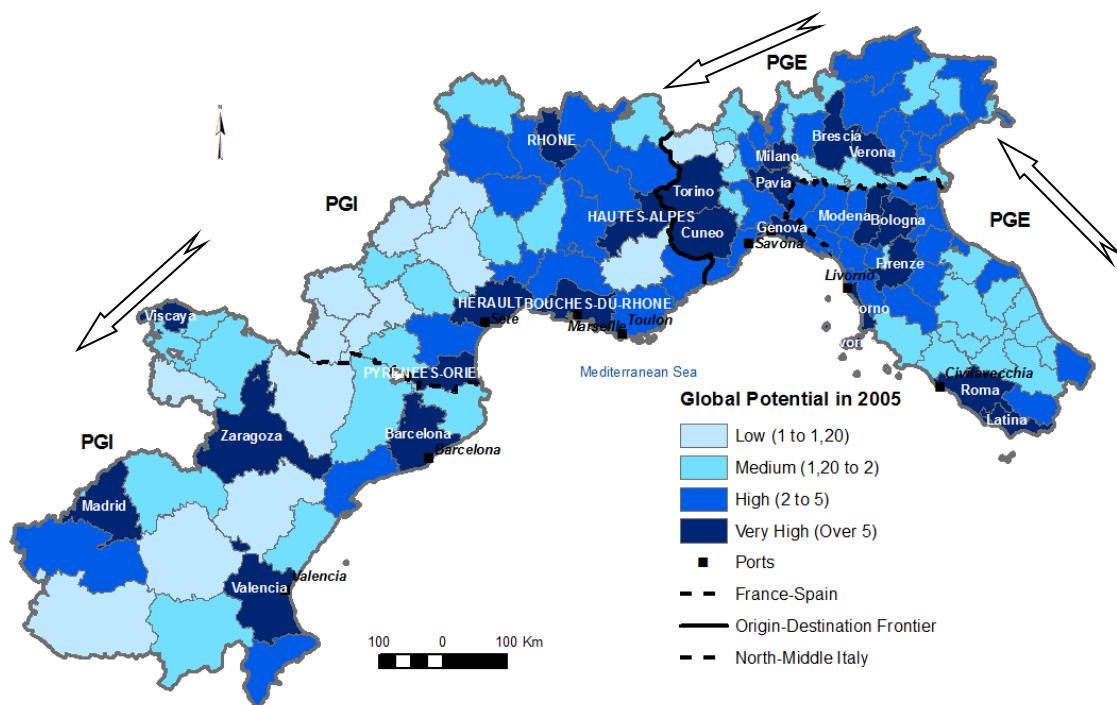 PGE
PGI
PGE
PGI
RHONE
Brescia
Verona
Milano
Pavia
Torino
HAUTES-ALPES
Cuneo
Genova
Savona
Modena
Bologna
Firenze
Livorno
orno
vorn
HERAULT
BOUCHES-DU-RHONE
Sète
Marseille
Toulon
Viscaya
PYRENEES-ORIE
Mediterranean Sea
Civitavecchia
Roma
Latina
Zaragoza
Barcelona
Barcelona
Madrid
Valencia
Valencia
Global Potential in 2005
Low (1 to 1,20)
Medium (1,20 to 2)
High (2 to 5)
Very High (Over 5)
Ports
France-Spain
Origin-Destination Frontier
North-Middle Italy
100 0 100 Km